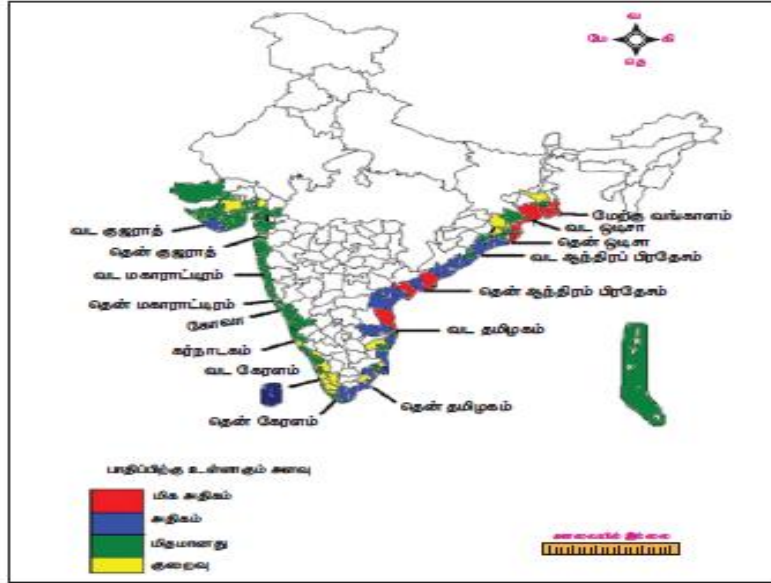 வ
மே கி
தெ
வட குஜராத்
தென் குஜராத்
வட மகாராட்டிரம்
தென் மகாராட்டிரம்
கோவா
கர்நாடகம்
வட கேரளம்
தென் கேரளம்
மேற்கு வங்காளம்
வட ஒடிசா
தென் ஒடிசா
வட ஆந்திரப் பிரதேசம்
தென் ஆந்திரம் பிரதேசம்
வட தமிழகம்
தென் தமிழகம்
பாதிப்பிற்கு உள்ளாகும் அளவு
மிக அதிகம்
அதிகம்
மிதமானது
குறைவு
அளவையில் இல்லை